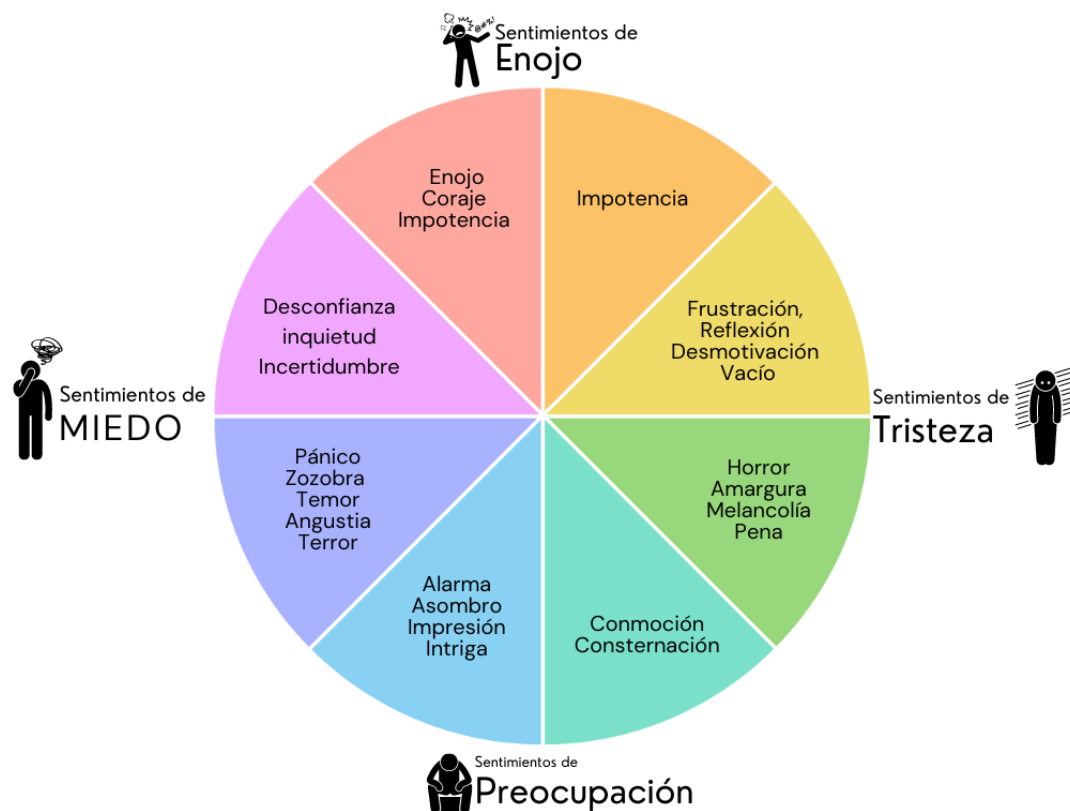 Sentimientos de
Enojo
Enojo
Coraje
Impotencia
Impotencia
Desconfianza
inquietud
Incertidumbre
Frustración,
Reflexión
Desmotivación
Vacío
Sentimientos de
MIEDO
Sentimientos de
Tristeza
Pánico
Zozobra
Temor
Angustia
Terror
Horror
Amargura
Melancolía
Pena
Alarma
Asombro
Impresión
Intriga
Conmoción
Consternación
Sentimientos de
Preocupación